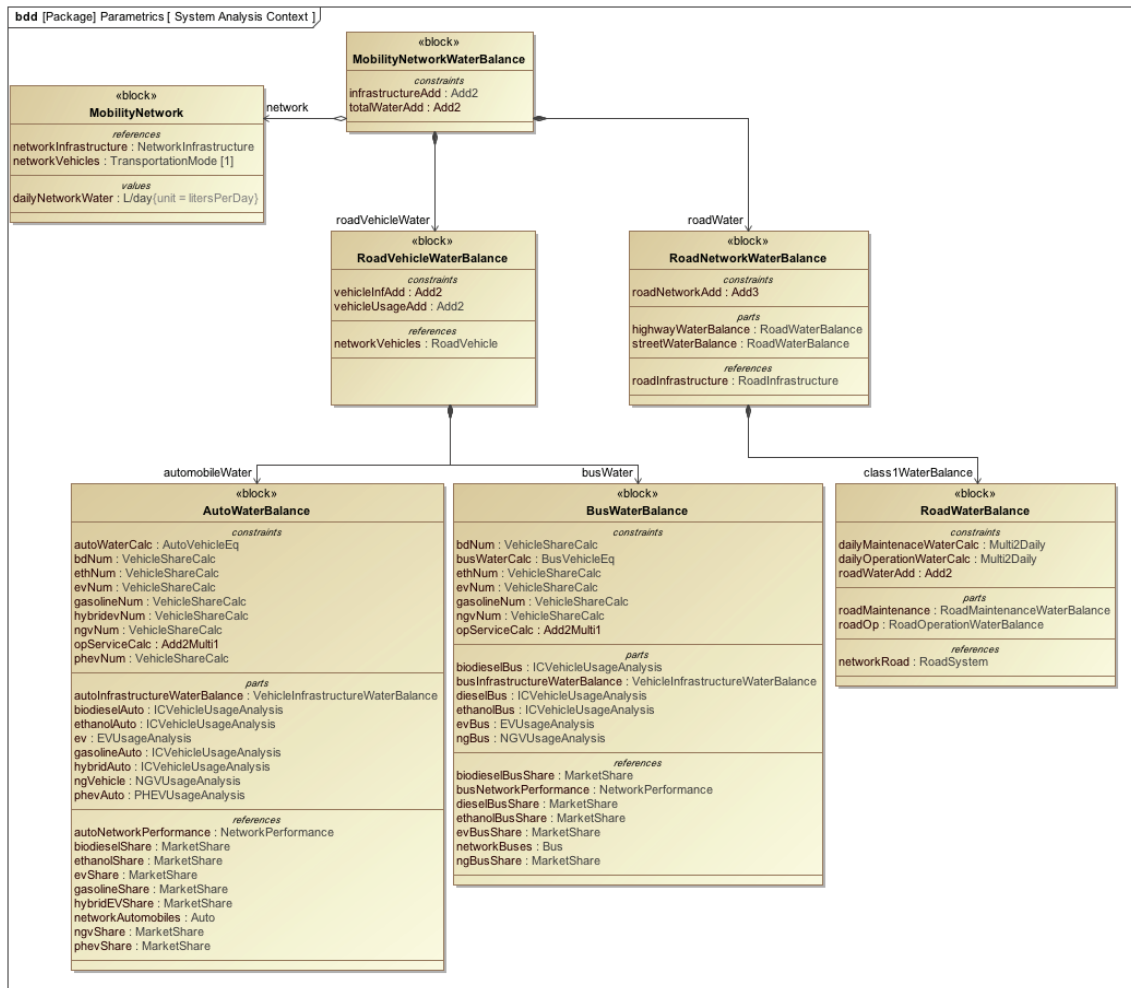 bdd [Package] Parametrics [ System Analysis Context ]
«block»
MobilityNetworkWaterBalance
constraints
infrastructureAdd : Add2
totalWaterAdd : Add2
«block»
MobilityNetwork
references
networkInfrastructure : NetworkInfrastructure
networkVehicles : TransportationMode [1]
values
dailyNetworkWater : L/day{unit = litersPerDay}
network
roadVehicleWater
roadWater
«block»
RoadVehicleWaterBalance
constraints
vehicleInfAdd : Add2
vehicleUsageAdd : Add2
references
networkVehicles : RoadVehicle
«block»
RoadNetworkWaterBalance
constraints
roadNetworkAdd : Add3
parts
highwayWaterBalance : RoadWaterBalance
streetWaterBalance : RoadWaterBalance
references
roadInfrastructure : RoadInfrastructure
automobileWater
busWater
class1WaterBalance
«block»
AutoWaterBalance
constraints
autoWaterCalc : AutoVehicleEq
bdNum : VehicleShareCalc
ethNum : VehicleShareCalc
evNum : VehicleShareCalc
gasolineNum : VehicleShareCalc
hybridevNum : VehicleShareCalc
ngvNum : VehicleShareCalc
opServiceCalc : Add2Multi1
phevNum : VehicleShareCalc
parts
autoInfrastructureWaterBalance : VehicleInfrastructureWaterBalance
biodieselAuto : ICVehicleUsageAnalysis
ethanolAuto : ICVehicleUsageAnalysis
ev : EVUsageAnalysis
gasolineAuto : ICVehicleUsageAnalysis
hybridAuto : ICVehicleUsageAnalysis
ngVehicle : NGVUsageAnalysis
phevAuto : PHEVUsageAnalysis
references
autoNetworkPerformance : NetworkPerformance
biodieselShare : MarketShare
ethanolShare : MarketShare
evShare : MarketShare
gasolineShare : MarketShare
hybridEVShare : MarketShare
networkAutomobiles : Auto
ngvShare : MarketShare
phevShare : MarketShare
«block»
BusWaterBalance
constraints
bdNum : VehicleShareCalc
busWaterCalc : BusVehicleEq
ethNum : VehicleShareCalc
evNum : VehicleShareCalc
gasolineNum : VehicleShareCalc
ngvNum : VehicleShareCalc
opServiceCalc : Add2Multi1
parts
biodieselBus : ICVehicleUsageAnalysis
busInfrastructureWaterBalance : VehicleInfrastructureWaterBalance
dieselBus : ICVehicleUsageAnalysis
ethanolBus : ICVehicleUsageAnalysis
evBus : EVUsageAnalysis
ngBus : NGVUsageAnalysis
references
biodieselBusShare : MarketShare
busNetworkPerformance : NetworkPerformance
dieselBusShare : MarketShare
ethanolBusShare : MarketShare
evBusShare : MarketShare
networkBuses : Bus
ngBusShare : MarketShare
«block»
RoadWaterBalance
constraints
dailyMaintenaceWaterCalc : Multi2Daily
dailyOperationWaterCalc : Multi2Daily
roadWaterAdd : Add2
parts
roadMaintenance : RoadMaintenanceWaterBalance
roadOp : RoadOperationWaterBalance
references
networkRoad : RoadSystem